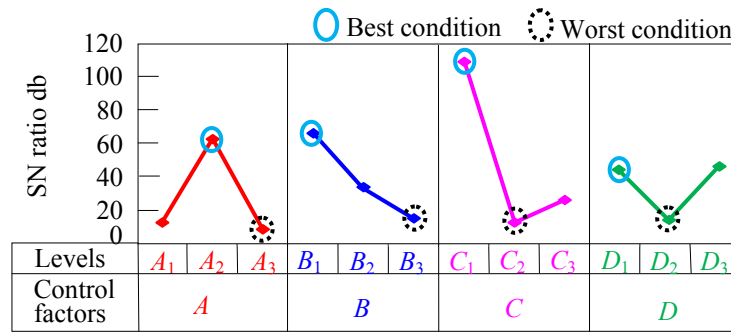 Best condition Worst condition
SN ratio db
120
100
80
60
40
20
0
Levels A1 A2 A3 B1 B2 B3 C1 C2 C3 D1 D2 D3
Control factors A B C D